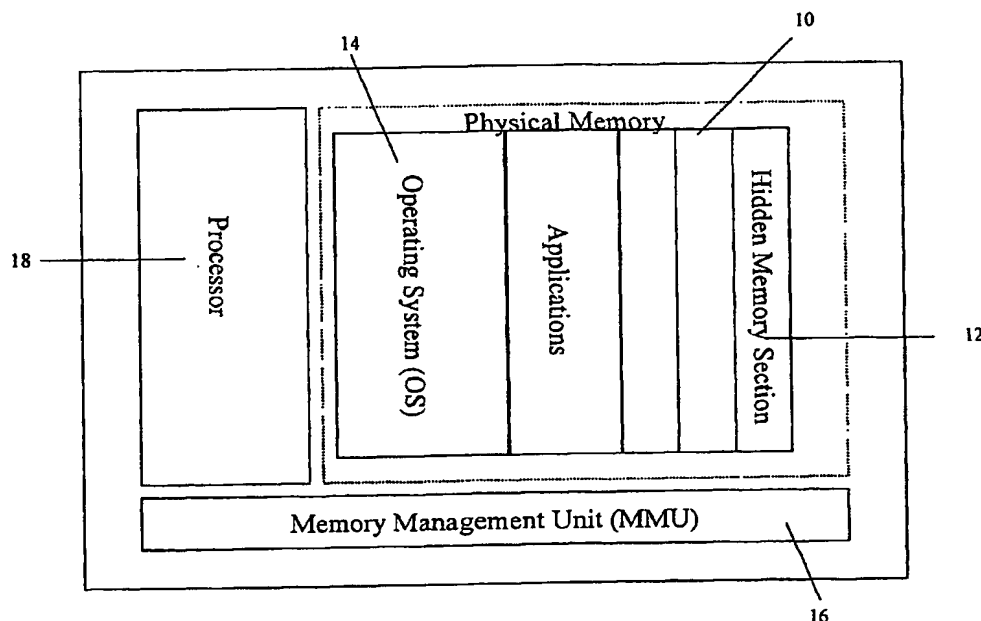 10
14
Physical Memory
Processor
Operating System (OS)
Applications
Hidden Memory Section
18
12
Memory Management Unit (MMU)
16